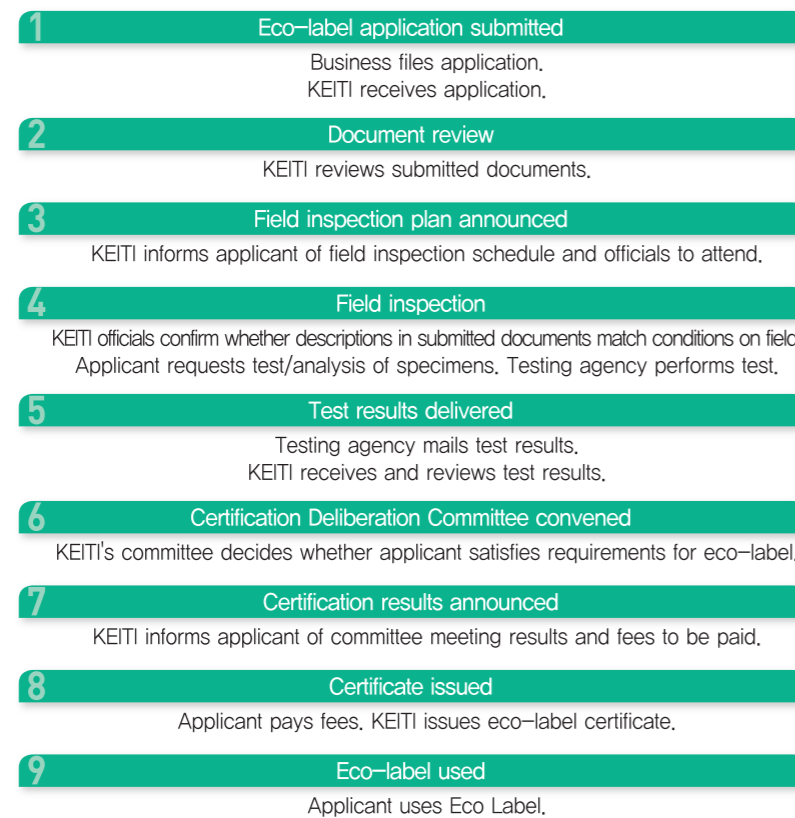 1 Eco-label application submitted
Business files application.
KEITI receives application.
2 Document review
KEITI reviews submitted documents.
3 Field inspection plan announced
KEITI informs applicant of field inspection schedule and officials to attend.
4 Field inspection
KEITI officials confirm whether descriptions in submitted documents match conditions on field
Applicant requests test/analysis of specimens. Testing agency performs test.
5 Test results delivered
Testing agency mails test results.
KEITI receives and reviews test results.
6 Certification Deliberation Committee convened
KEITI's committee decides whether applicant satisfies requirements for eco-label.
7 Certification results announced
KEITI informs applicant of committee meeting results and fees to be paid.
8 Certificate issued
Applicant pays fees. KEITI issues eco-label certificate.
9 Eco-label used
Applicant uses Eco Label.